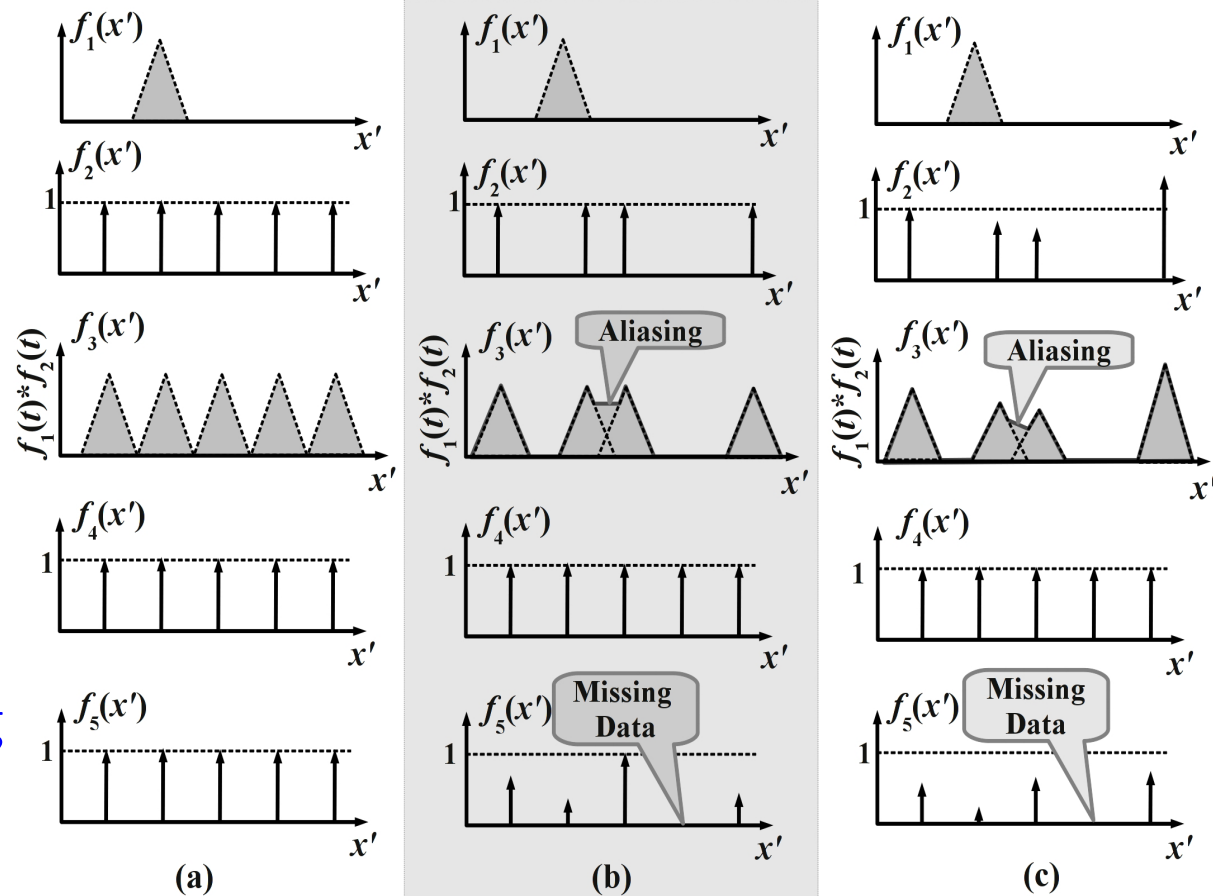 f₁(x′)
x′
f₂(x′)
1
x′
f₃(x′)
f₁(t)*f₂(t)
x′
f₄(x′)
1
x′
f₅(x′)
1
x′
(a)
f₁(x′)
x′
f₂(x′)
1
x′
f₃(x′)
Aliasing
f₁(t)*f₂(t)
x′
f₄(x′)
1
x′
f₅(x′)
Missing
Data
1
x′
(b)
f₁(x′)
x′
f₂(x′)
1
x′
f₃(x′)
Aliasing
f₁(t)*f₂(t)
x′
f₄(x′)
1
x′
f₅(x′)
Missing
Data
1
x′
(c)